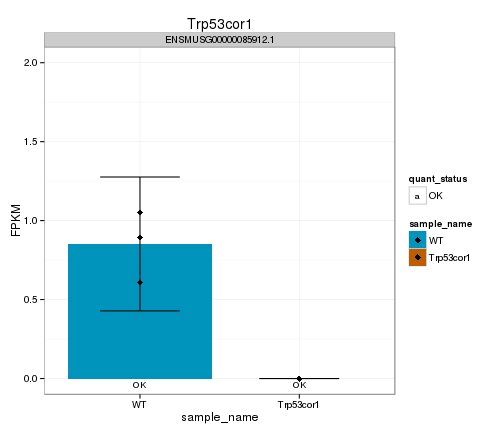 Trp53cor1
ENSMUSG00000085912.1
2.0
1.5
1.0
0.5
0.0
FPKM
OK
OK
WT
Trp53cor1
sample_name
quant_status
a OK
sample_name
WT
Trp53cor1